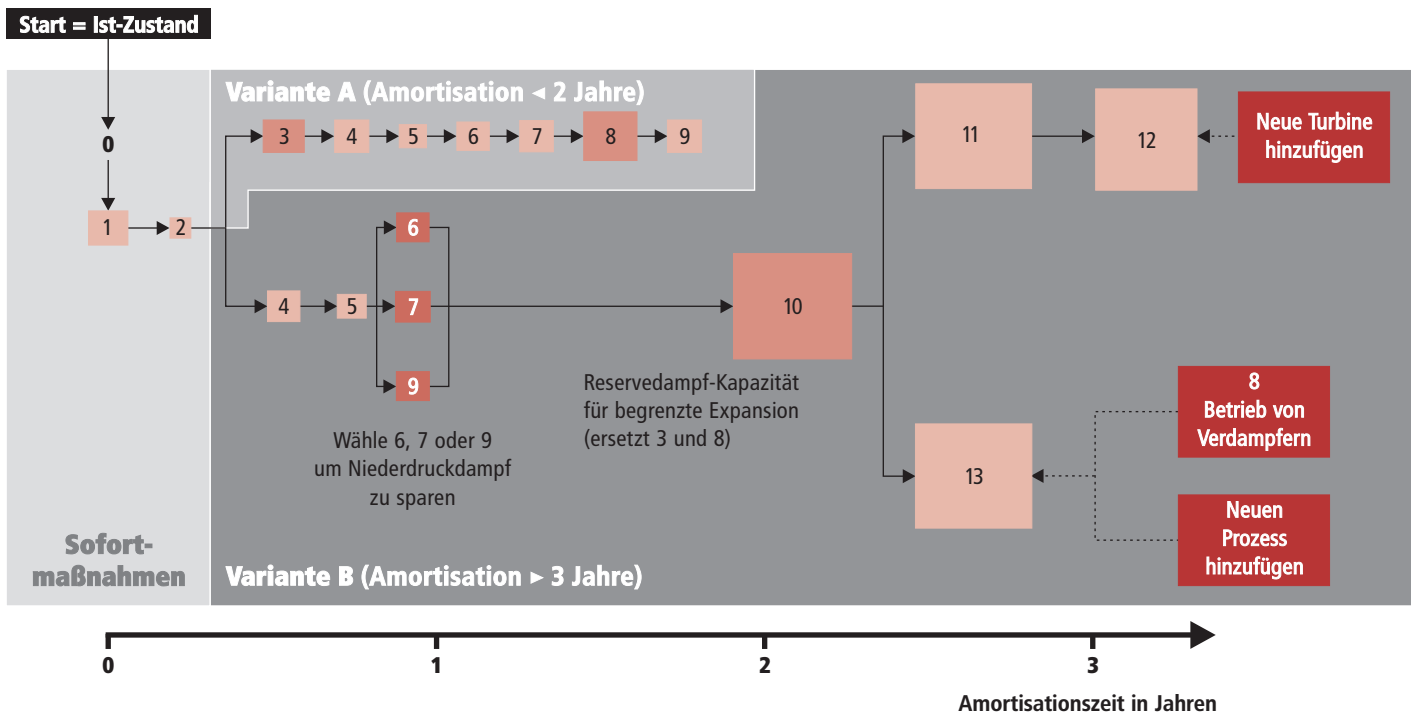 Start = Ist-Zustand
0
1
2
Sofort-
maßnahmen
Variante A (Amortisation ◂ 2 Jahre)
3
4
5
6
7
8
9
4
5
6
7
9
Wähle 6, 7 oder 9
um Niederdruckdampf
zu sparen
10
Reservedampf-Kapazität
für begrenzte Expansion
(ersetzt 3 und 8)
11
12
Neue Turbine
hinzufügen
13
8
Betrieb von
Verdampfern
Neuen
Prozess
hinzufügen
Variante B (Amortisation ▸ 3 Jahre)
0
1
2
3
Amortisationszeit in Jahren